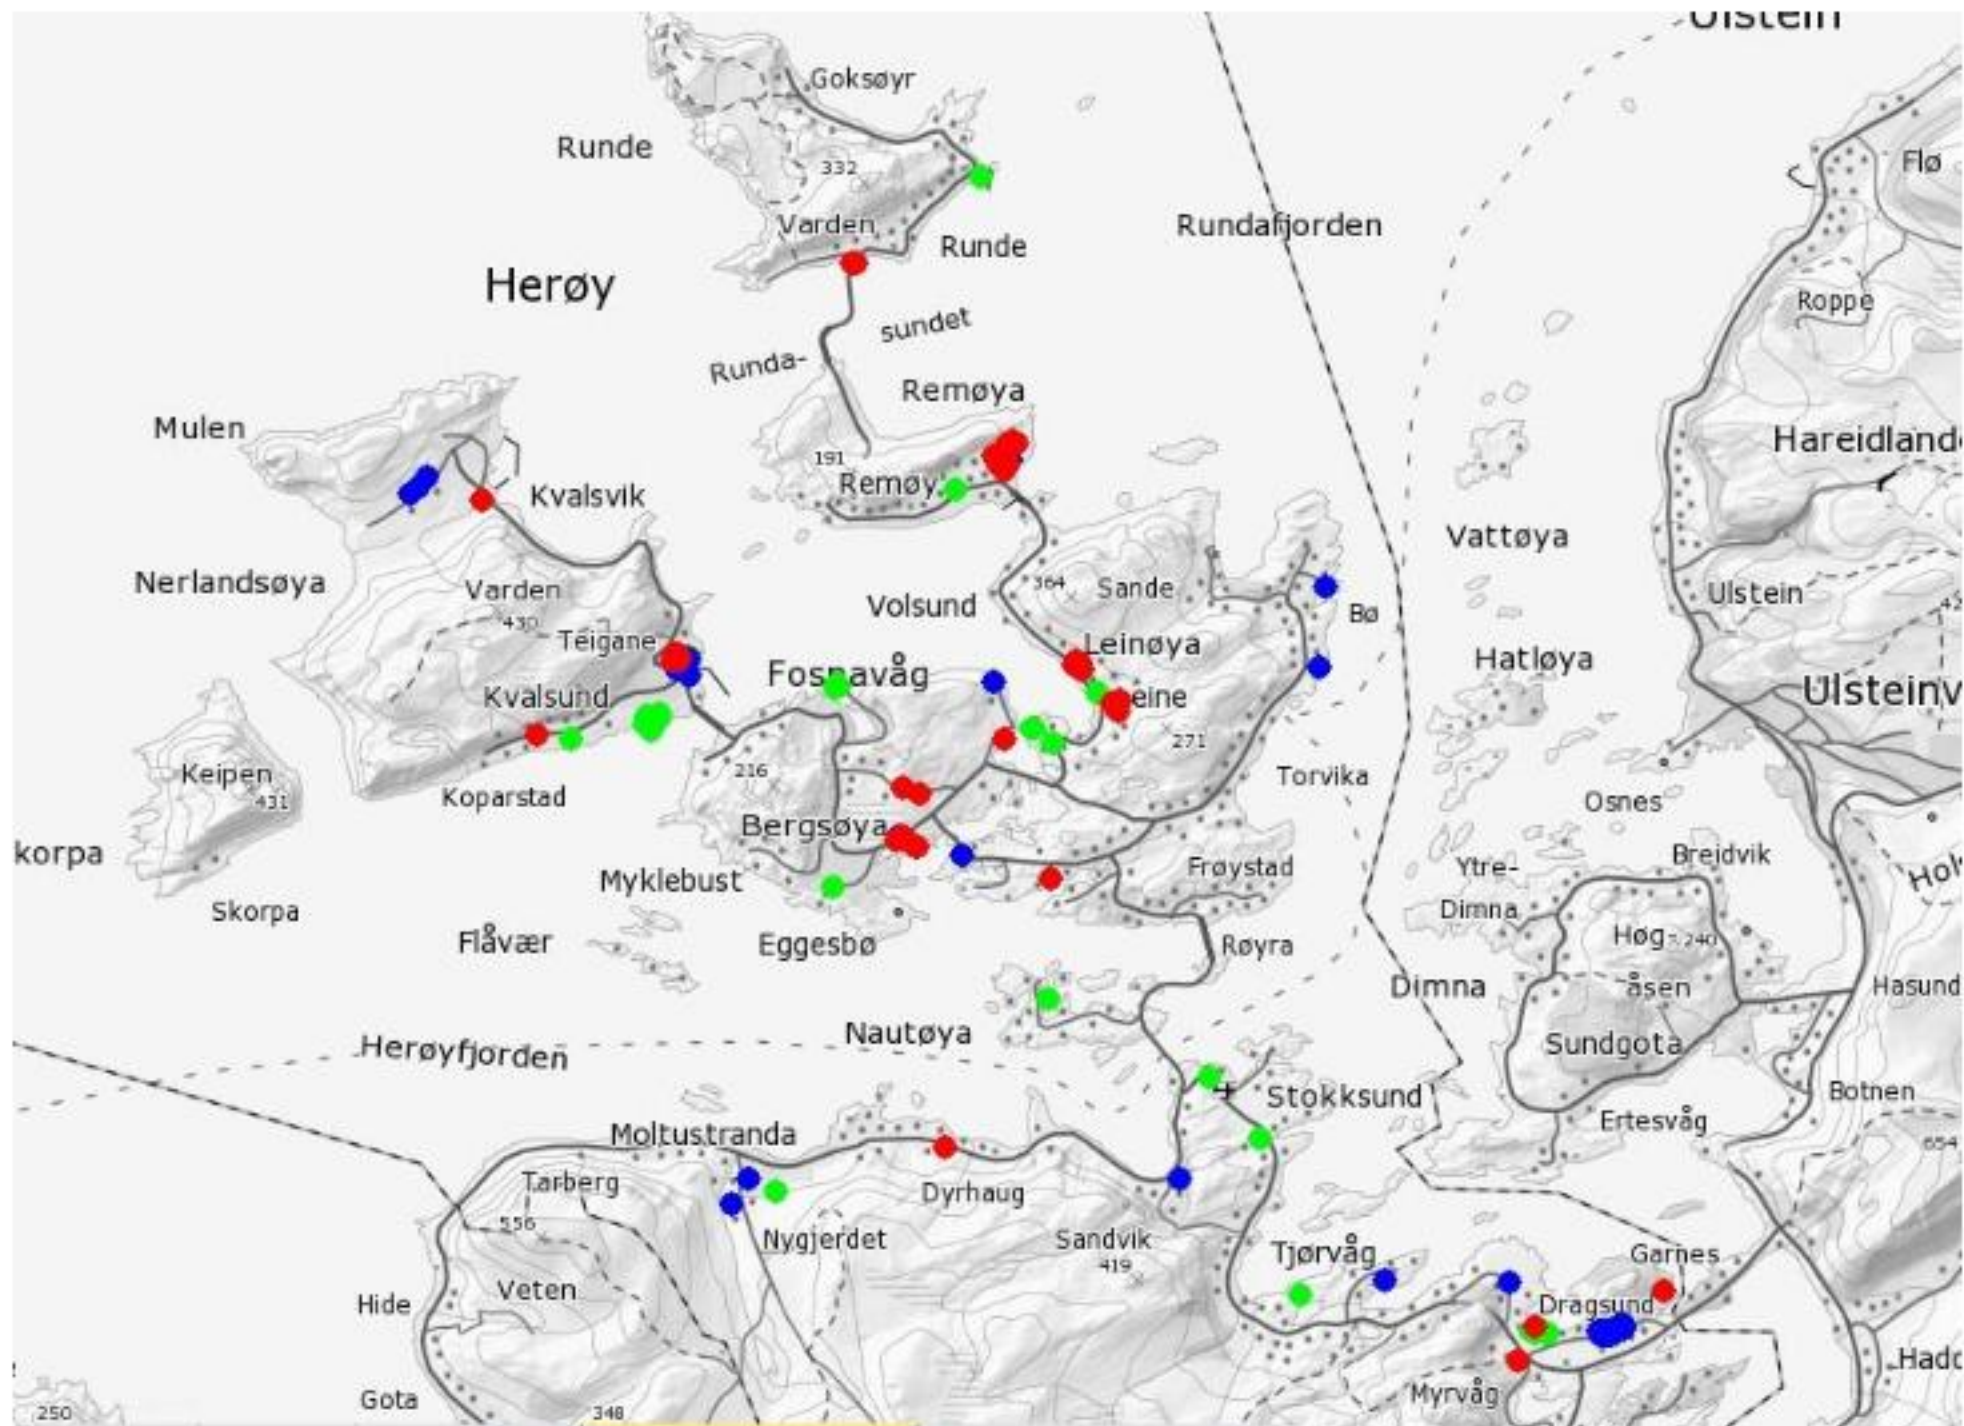 Ulstein
Goksøyr
Runde
332
Flø
Varden
Rundafjorden
Runde
Herøy
Roppe
sundet
Runda-
Remøya
Mulen
Hareidland
191
Remøy
Kvalsvik
Vattøya
Nerlandsøya
364
Sande
Varden
Ulstein
42
Volsund
Bø
430
Teigane
Leinøya
Hatløya
Fosnavåg
Kvalsund
eine
Ulsteinv
271
216
Keipen
Torvika
431
Koparstad
Osnes
Bergsøya
korpa
Breidvik
Ytre-
Frøystad
Hol
Myklebust
Skorpa
Dimna
Flåvær
Eggesbø
Røyra
Høg-
240
Dimna
åsen
Hasund
Nautøya
Herøyfjorden
Sundgota
Stokksund
Botnen
Moltustranda
Ertesvåg
654
Tarberg
Dyrhaug
556
Nygjerdet
Sandvik
Tjørvåg
Garnes
419
Veten
Hide
Dragsund
Hadd
Myrvåg
Gota
250
348